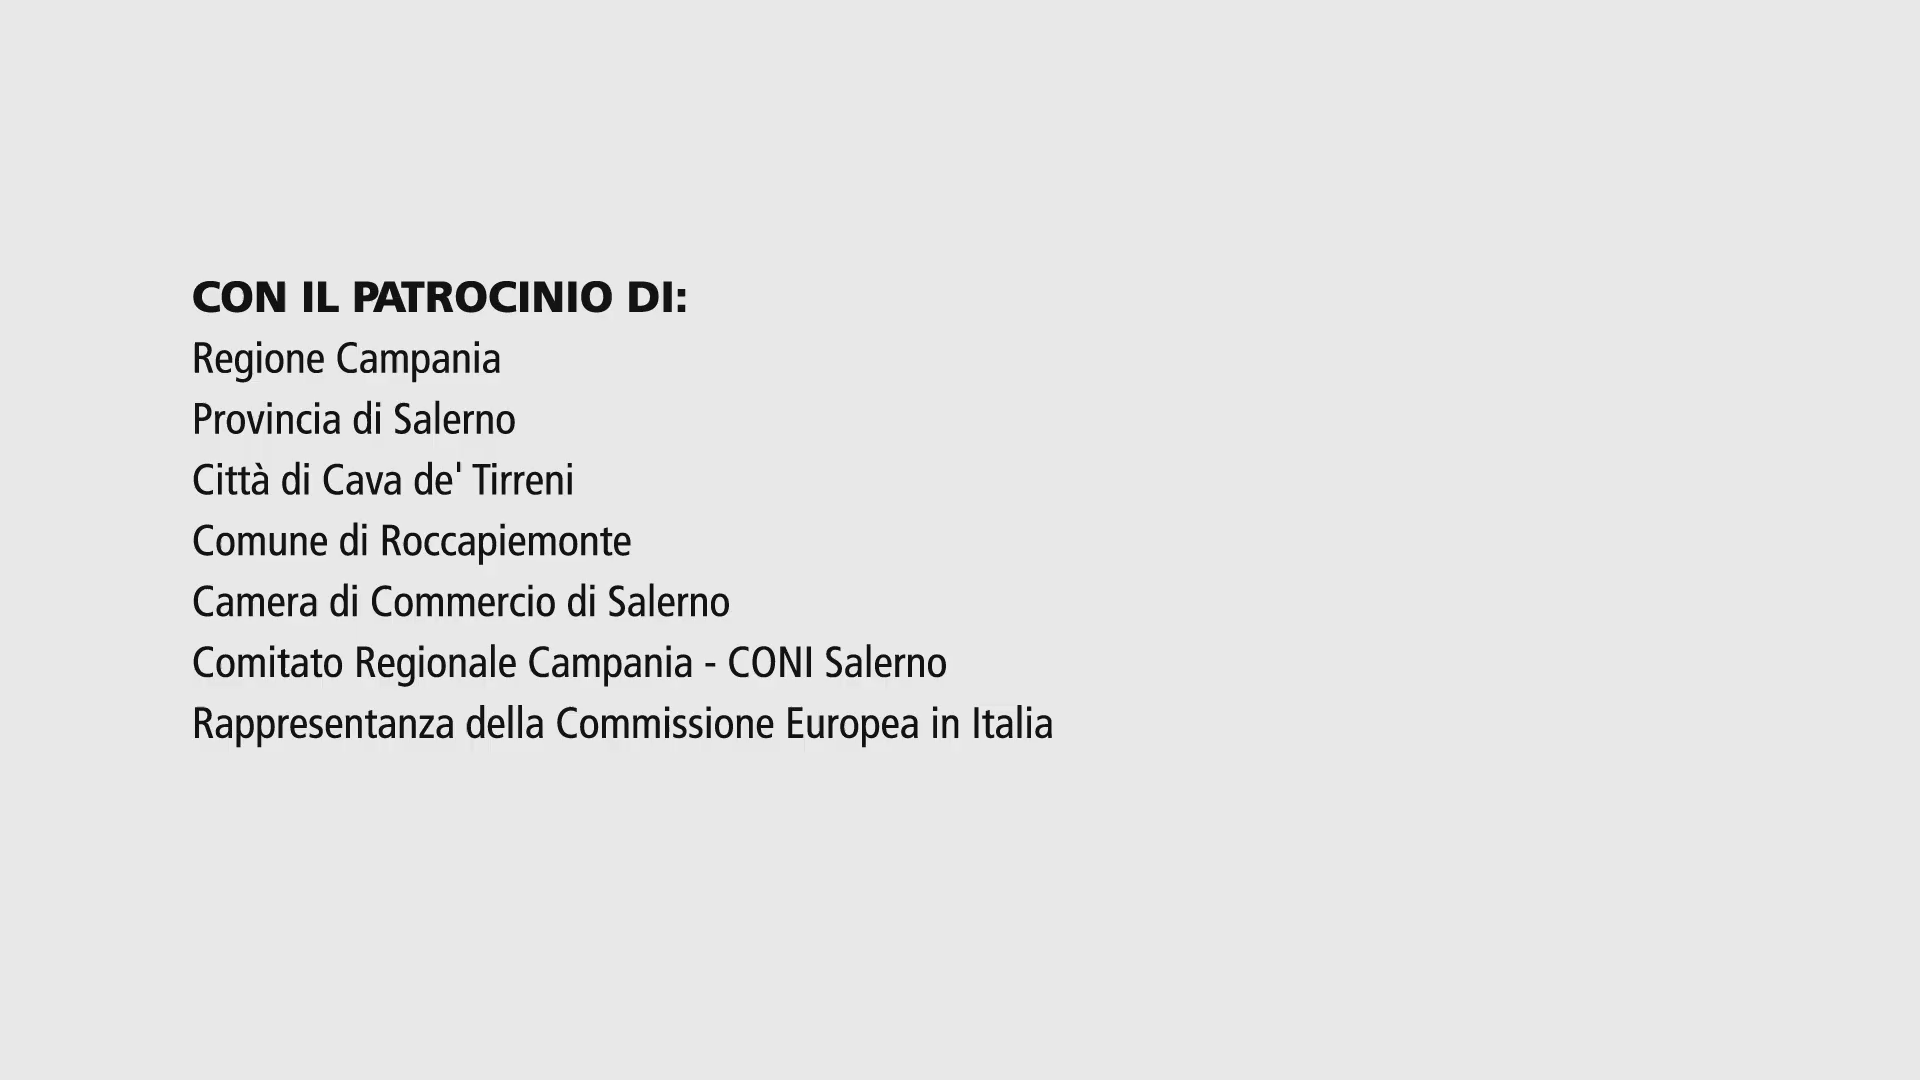 CON IL PATROCINIO DI:
Regione Campania
Provincia di Salerno
Città di Cava de' Tirreni
Comune di Roccapiemonte
Camera di Commercio di Salerno
Comitato Regionale Campania - CONI Salerno
Rappresentanza della Commissione Europea in Italia